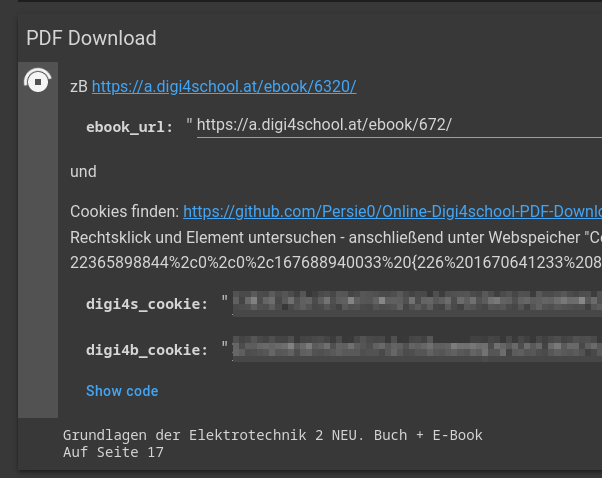 PDF Download
zB https://a.digi4school.at/ebook/6320/
ebook_url: " https://a.digi4school.at/ebook/672/
und
Cookies finden: https://github.com/Persie0/Online-Digi4school-PDF-Downlo
Rechtsklick und Element untersuchen - anschließend unter Webspeicher "Co
22365898844%2c0%2c0%2c167688940033%20{226%201670641233%208
digi4s_cookie: "
digi4b_cookie: "
Show code
Grundlagen der Elektrotechnik 2 NEU. Buch + E-Book
Auf Seite 17